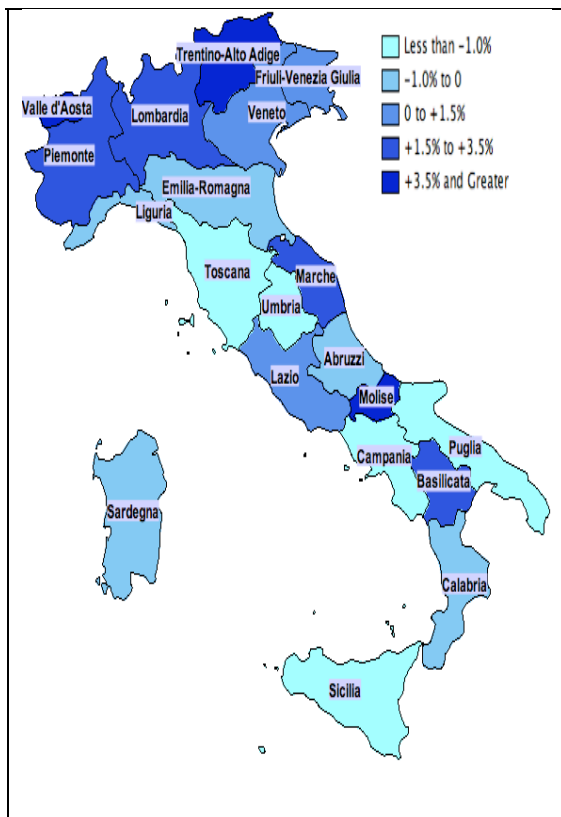 Trentino-Alto Adige
Friuli-Venezia Giulia
Valle d'Aosta
Lombardia
Veneto
Piemonte
Emilia-Romagna
Liguria
Toscana
Marche
Umbria
Abruzzi
Lazio
Molise
Campania
Puglia
Basilicata
Sardegna
Calabria
Sicilia
Less than -1.0%
-1.0% to 0
0 to +1.5%
+1.5% to +3.5%
+3.5% and Greater